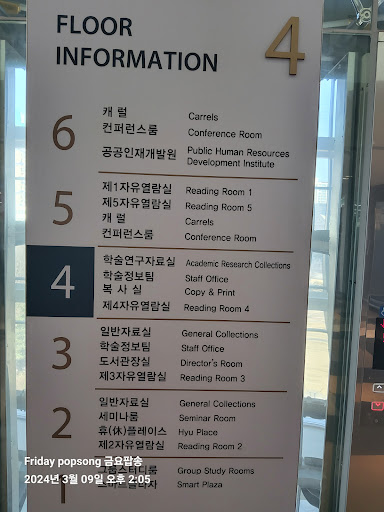 FLOOR
INFORMATION
4
6
캐 럴 Carrels
컨퍼런스룸 Conference Room
공공인재개발원 Public Human Resources
Development Institute
5
제1자유열람실 Reading Room 1
제5자유열람실 Reading Room 5
캐 럴 Carrels
컨퍼런스룸 Conference Room
4
학술연구자료실 Academic Research Collections
학술정보팀 Staff Office
복 사 실 Copy & Print
제4자유열람실 Reading Room 4
3
일반자료실 General Collections
학술정보팀 Staff Office
도서관장실 Director's Room
제3자유열람실 Reading Room 3
2
일반자료실 General Collections
세미나룸 Seminar Room
휴(休)플레이스 Hyu Place
제2자유열람실 Reading Room 2
Friday popsong 금요팝송
2024년 3월 09일 오후 2:05
1
그룹스터디룸 Group Study Rooms
Smart Plaza